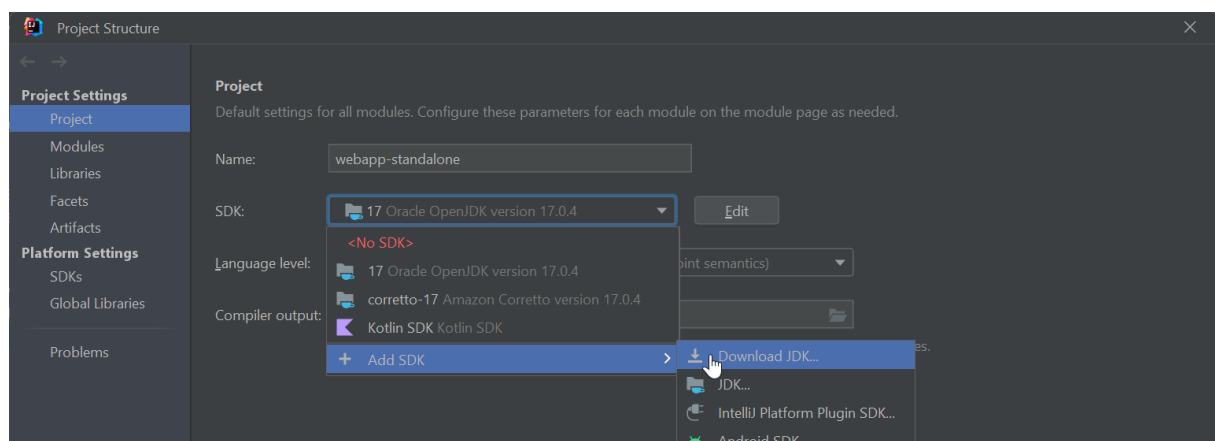 Project Structure
Project Settings
Project
Modules
Libraries
Facets
Artifacts
Platform Settings
SDKs
Global Libraries
Problems
Project
Default settings for all modules. Configure these parameters for each module on the module page as needed.
Name: webapp-standalone
SDK: 17 Oracle OpenJDK version 17.0.4 Edit
<No SDK>
Language level: semantics)
17 Oracle OpenJDK version 17.0.4
corretto-17 Amazon Corretto version 17.0.4
Compiler output:
Kotlin SDK Kotlin SDK
Add SDK
Download JDK...
JDK...
IntelliJ Platform Plugin SDK...
Android SDK